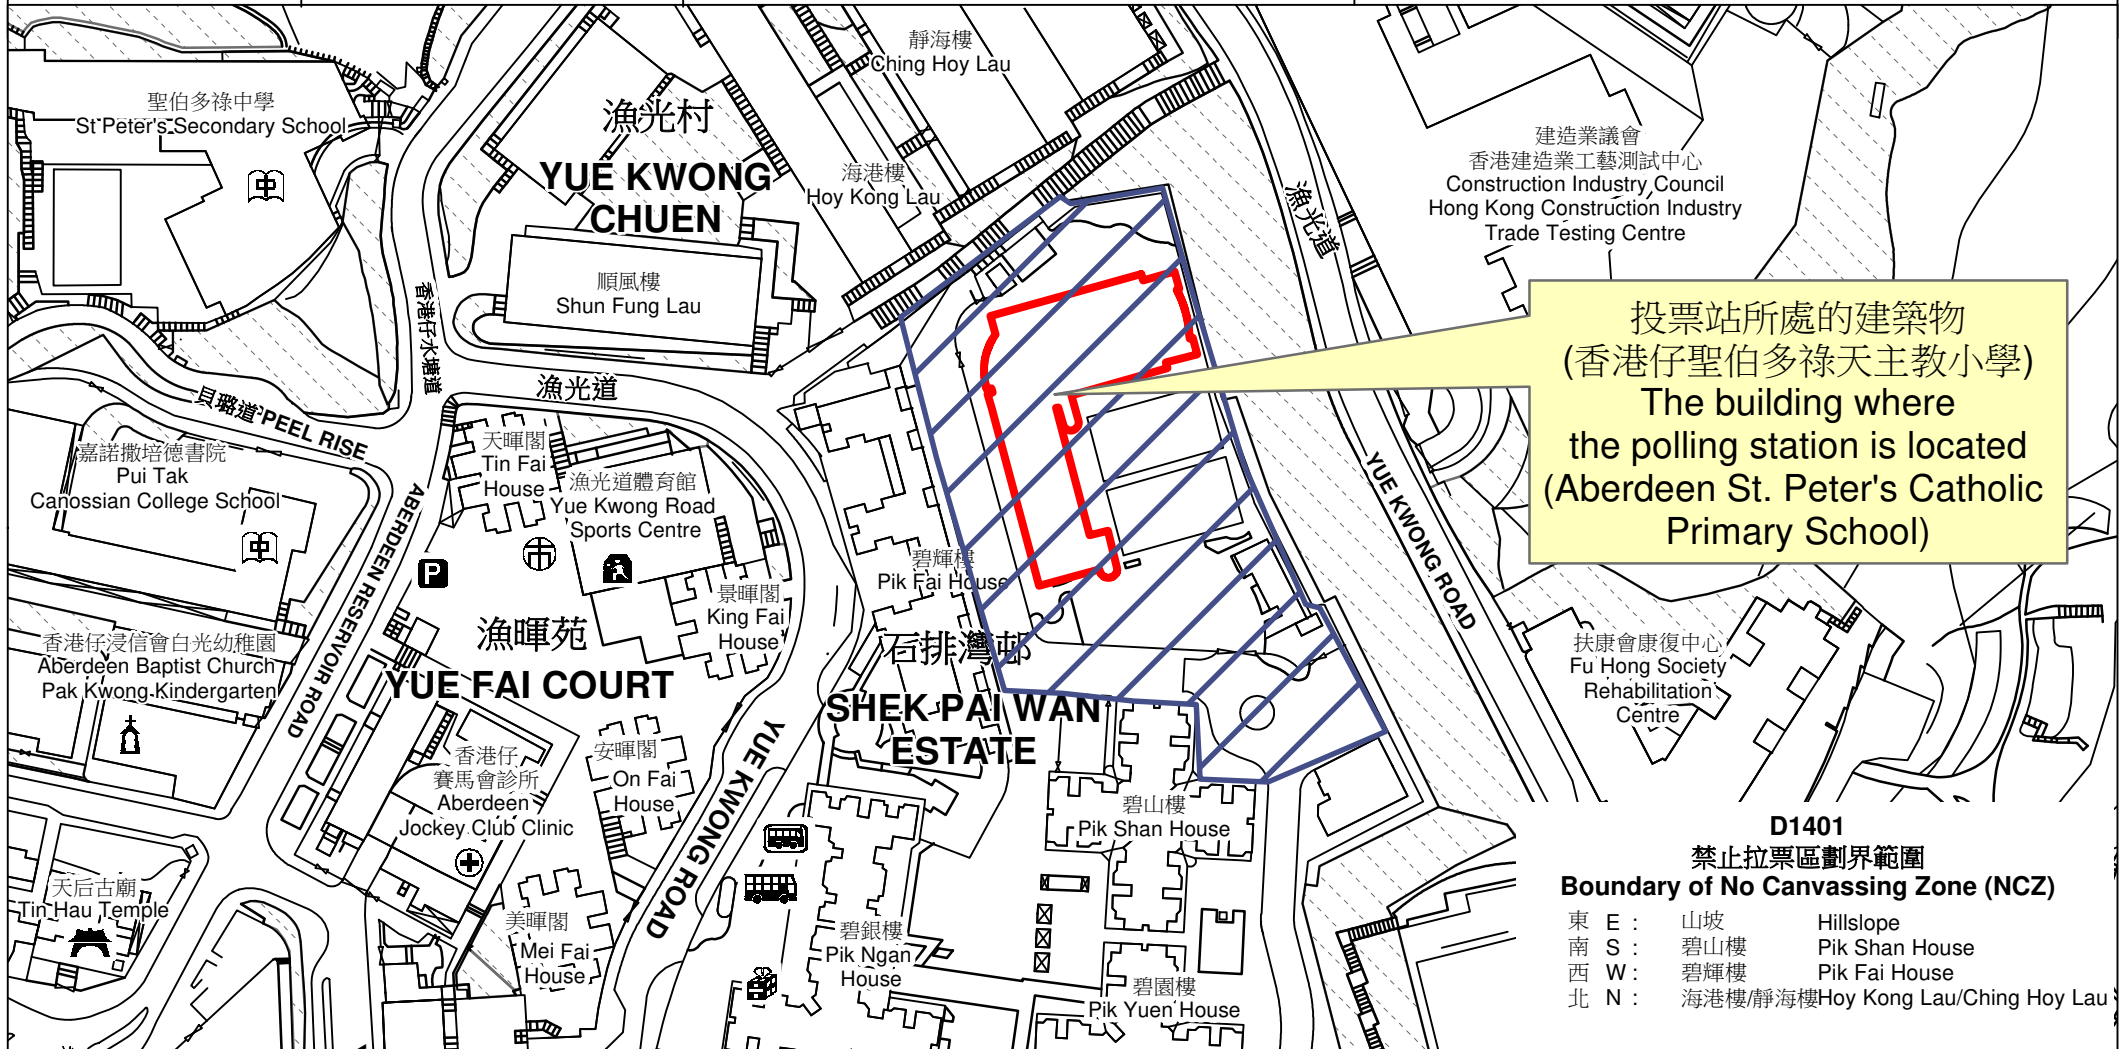 靜海樓
Ching Hoy Lau
聖伯多祿中學
St Peter's Secondary School
漁光村
YUE KWONG
CHUEN
海港樓
Hoy Kong Lau
建造業議會
香港建造業工藝測試中心
Construction Industry Council
Hong Kong Construction Industry
Trade Testing Centre
漁光道
順風樓
Shun Fung Lau
香港仔水塘道
投票站所處的建築物
(香港仔聖伯多祿天主教小學)
The building where
the polling station is located
(Aberdeen St. Peter's Catholic
Primary School)
漁光道
貝璐道 PEEL RISE
嘉諾撒培德書院
Pui Tak
Canossian College School
天暉閣
Tin Fai
House
漁光道體育館
Yue Kwong Road
Sports Centre
ABERDEEN RESERVOIR ROAD
YUE KWONG ROAD
P
碧輝樓
Pik Fai House
景暉閣
King Fai
House
漁暉苑
YUE FAI COURT
香港仔浸信會白光幼稚園
Aberdeen Baptist Church
Pak Kwong Kindergarten
石排灣邨
SHEK PAI WAN
ESTATE
扶康會康復中心
Fu Hong Society
Rehabilitation
Centre
香港仔
賽馬會診所
Aberdeen
Jockey Club Clinic
安暉閣
On Fai
House
YUE KWONG ROAD
碧山樓
Pik Shan House
天后古廟
Tin Hau Temple
美暉閣
Mei Fai
House
碧銀樓
Pik Ngan
House
碧園樓
Pik Yuen House
D1401
禁止拉票區劃界範圍
Boundary of No Canvassing Zone (NCZ)
東 E : 山坡 Hillslope
南 S : 碧山樓 Pik Shan House
西 W : 碧輝樓 Pik Fai House
北 N : 海港樓/靜海樓 Hoy Kong Lau/Ching Hoy Lau